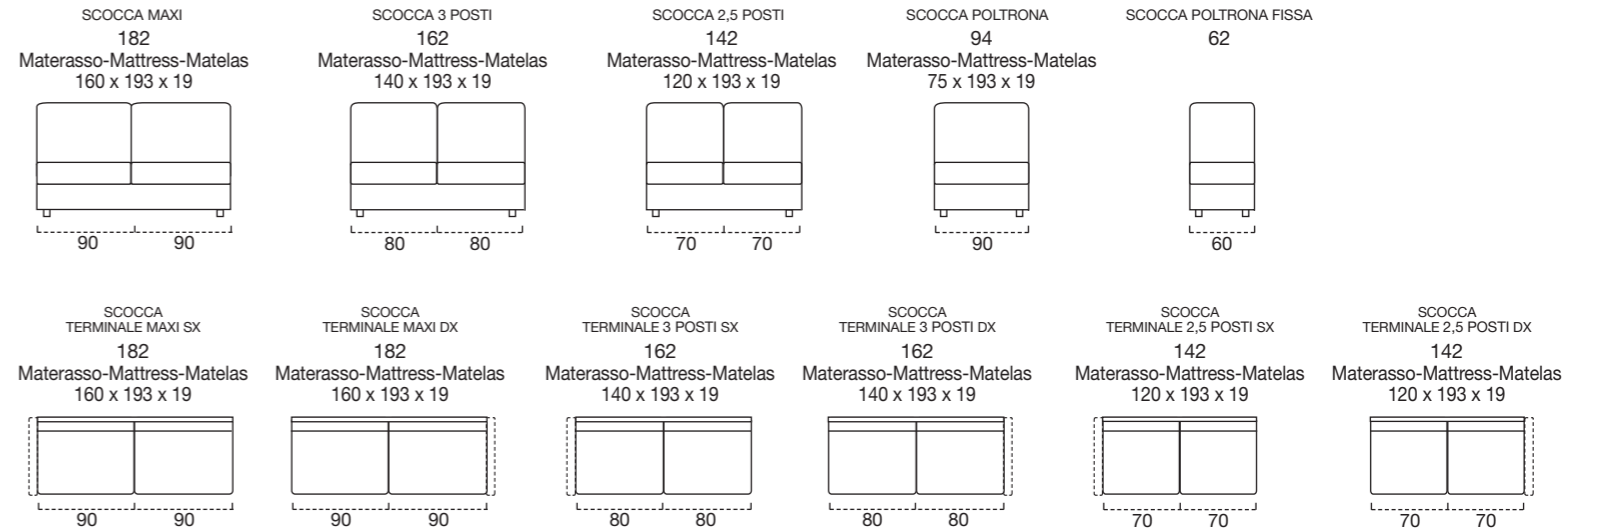 SCOCCA MAXI
182
Materasso-Mattress-Matelas
160 x 193 x 19
90 90
SCOCCA 3 POSTI
162
Materasso-Mattress-Matelas
140 x 193 x 19
80 80
SCOCCA 2,5 POSTI
142
Materasso-Mattress-Matelas
120 x 193 x 19
70 70
SCOCCA POLTRONA
94
Materasso-Mattress-Matelas
75 x 193 x 19
90
SCOCCA POLTRONA FISSA
62
60
SCOCCA
TERMINALE MAXI SX
182
Materasso-Mattress-Matelas
160 x 193 x 19
90 90
SCOCCA
TERMINALE MAXI DX
182
Materasso-Mattress-Matelas
160 x 193 x 19
90 90
SCOCCA
TERMINALE 3 POSTI SX
162
Materasso-Mattress-Matelas
140 x 193 x 19
80 80
SCOCCA
TERMINALE 3 POSTI DX
162
Materasso-Mattress-Matelas
140 x 193 x 19
80 80
SCOCCA
TERMINALE 2,5 POSTI SX
142
Materasso-Mattress-Matelas
120 x 193 x 19
70 70
SCOCCA
TERMINALE 2,5 POSTI DX
142
Materasso-Mattress-Matelas
120 x 193 x 19
70 70